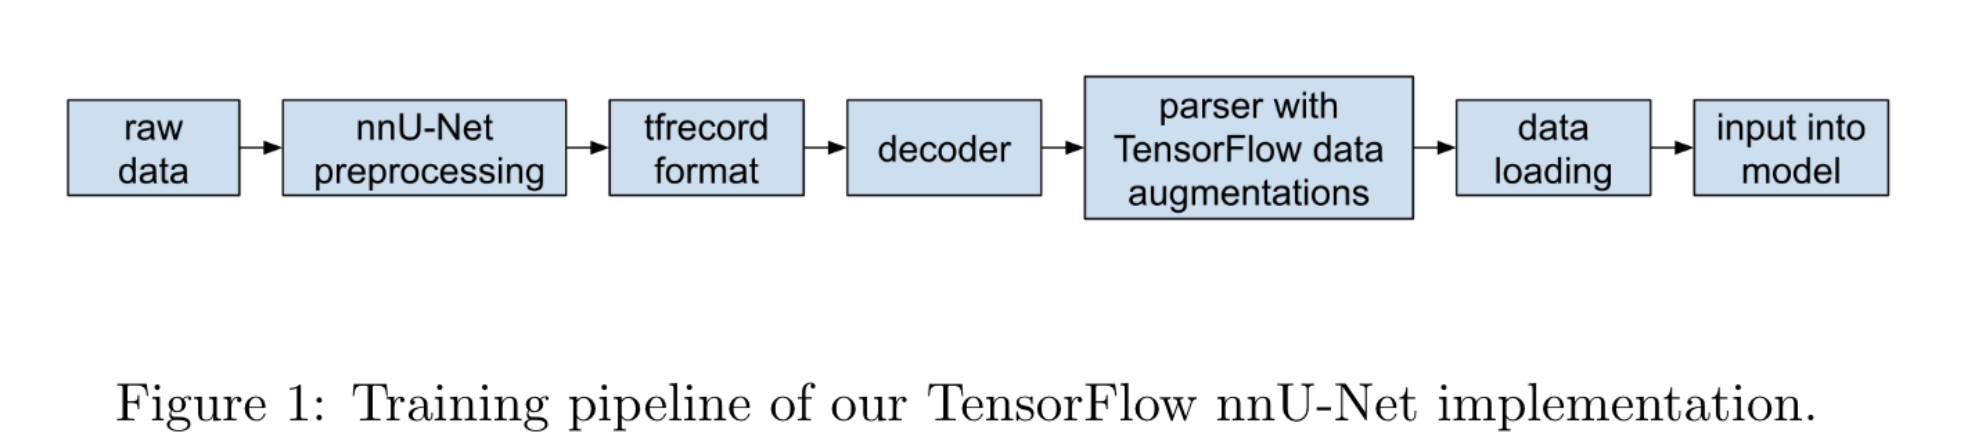 raw
data
nnU-Net
preprocessing
tfrecord
format
decoder
parser with
TensorFlow data
augmentations
data
loading
input into
model
Figure 1: Training pipeline of our TensorFlow nnU-Net implementation.